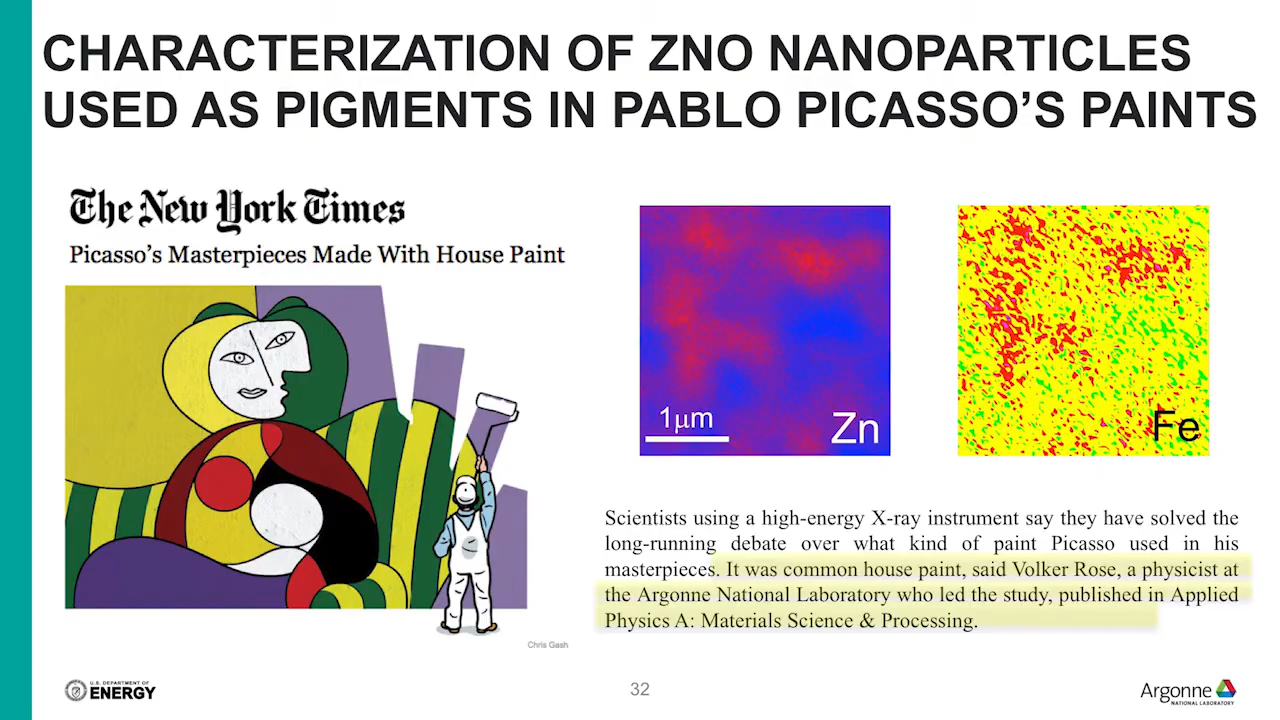 CHARACTERIZATION OF ZNO NANOPARTICLES
USED AS PIGMENTS IN PABLO PICASSO’S PAINTS
The New York Times
Picasso’s Masterpieces Made With House Paint
Chris Gash
1μm
Zn
Fe
Scientists using a high-energy X-ray instrument say they have solved the
long-running debate over what kind of paint Picasso used in his
masterpieces. It was common house paint, said Volker Rose, a physicist at
the Argonne National Laboratory who led the study, published in Applied
Physics A: Materials Science & Processing.
U.S. DEPARTMENT OF
ENERGY
32
Argonne
NATIONAL LABORATORY